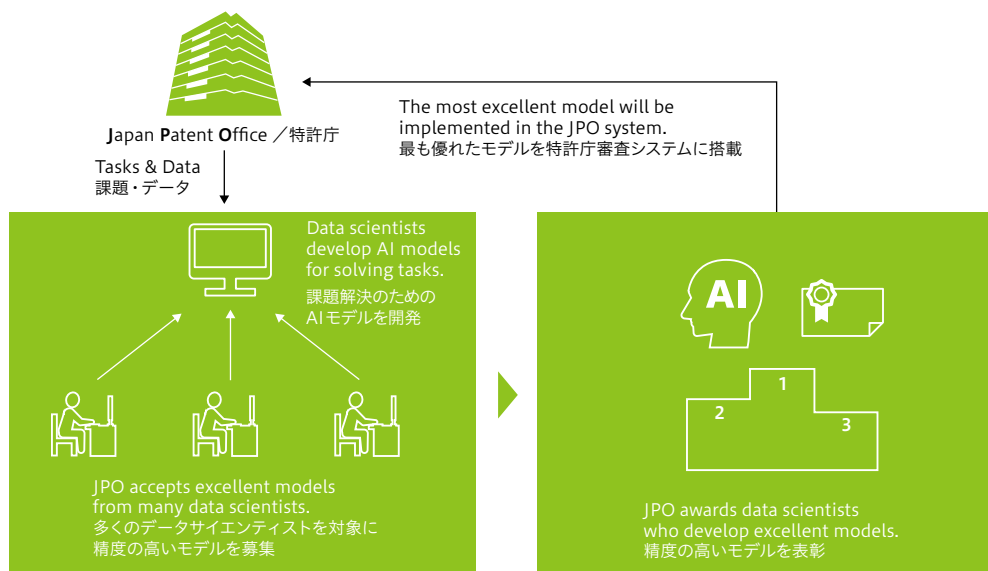 Japan Patent Office ／特許庁
The most excellent model will be
implemented in the JPO system.
最も優れたモデルを特許庁審査システムに搭載
Tasks & Data
課題・データ
Data scientists
develop AI models
for solving tasks.
課題解決のための
AIモデルを開発
JPO accepts excellent models
from many data scientists.
多くのデータサイエンティストを対象に
精度の高いモデルを募集
AI
1
2
3
JPO awards data scientists
who develop excellent models.
精度の高いモデルを表彰